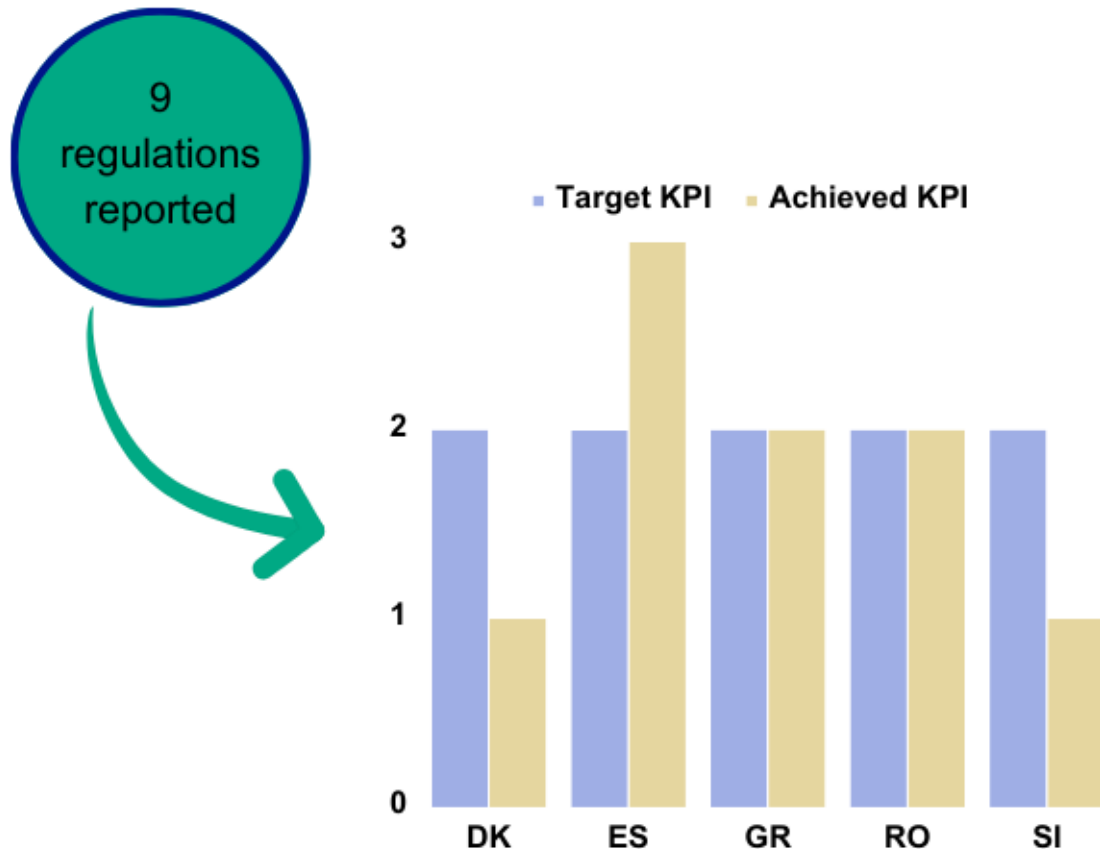 9
regulations
reported
Target KPI Achieved KPI
3
2
1
0
DK ES GR RO SI